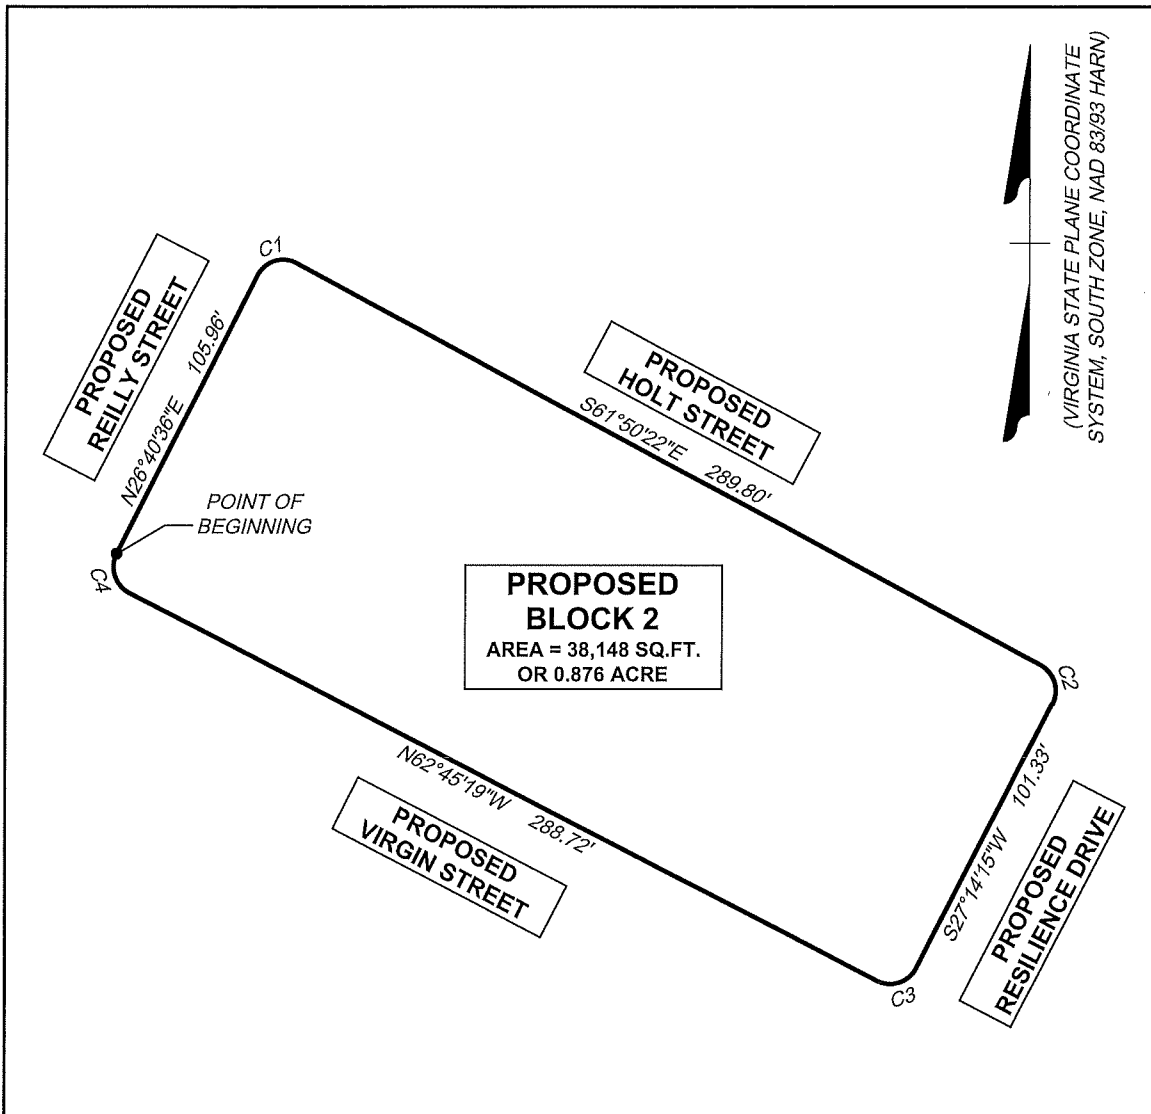 (VIRGINIA STATE PLANE COORDINATE
SYSTEM, SOUTH ZONE, NAD 83/93 HARN)
C1
PROPOSED
REILLY STREET
N26°40'36"E 105.96'
PROPOSED
HOLT STREET
S61°50'22"E 289.80'
POINT OF
BEGINNING
C4
PROPOSED
BLOCK 2
AREA = 38,148 SQ.FT.
OR 0.876 ACRE
C2
N62°45'19"W 288.72'
PROPOSED
VIRGIN STREET
S27°14'15"W 101.33'
PROPOSED
RESILIENCE DRIVE
C3